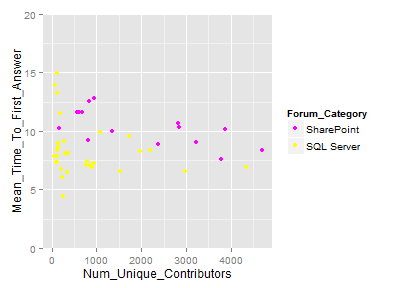 Mean_Time_To_First_Answer
20
15
10
5
0
0 1000 2000 3000 4000
Num_Unique_Contributors
Forum_Category
SharePoint
SQL Server